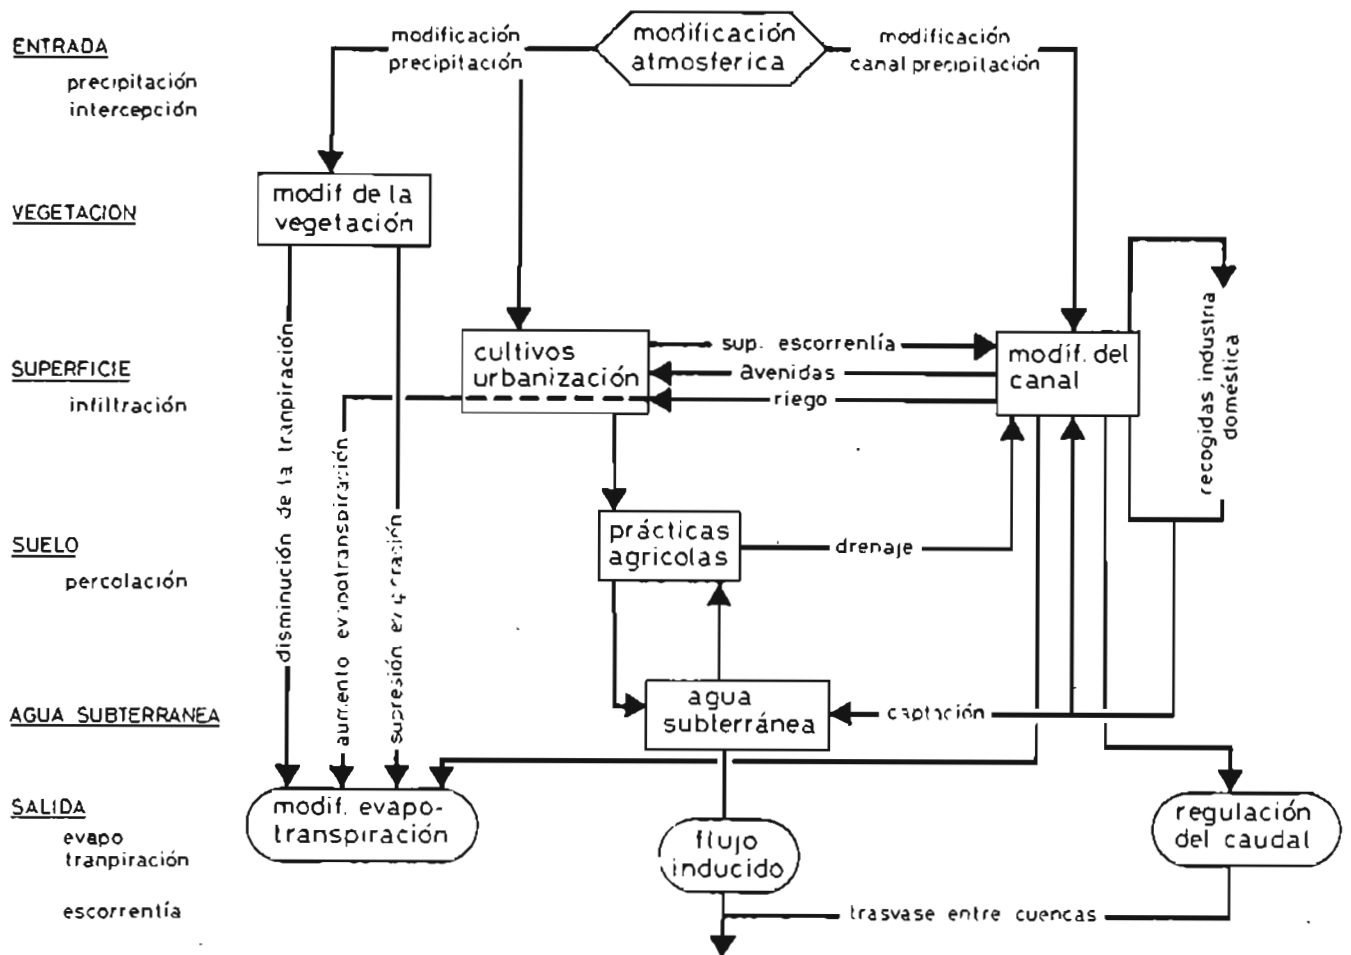 ENTRADA
precipitación
intercepción
modificación
precipitación
modificación
atmosferica
modificación
canal precipitación
VEGETACION
modif de la
vegetación
SUPERFICIE
infiltración
cultivos
urbanización
sup. escorrentía
avenidas
riego
modif. del
canal
recogidas industria
doméstica
disminución de la tranpiración
aumento evapotranspiración
supresión evaporación
SUELO
percolación
prácticas
agricolas
drenaje
AGUA SUBTERRANEA
agua
subterránea
captación
SALIDA
evapo
tranpiración
escorrentía
modif. evapo-
transpiración
flujo
inducido
regulación
del caudal
trasvase entre cuencas